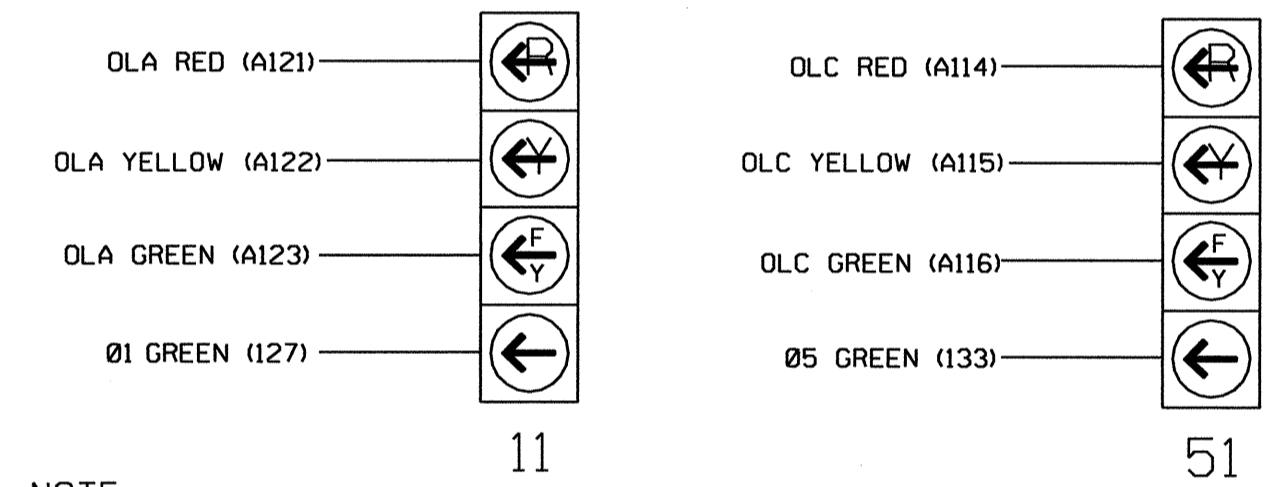 OLA RED (A121)
R
OLA YELLOW (A122)
Y
OLA GREEN (A123)
F
Y
Ø1 GREEN (127)
11
OLC RED (A114)
R
OLC YELLOW (A115)
Y
OLC GREEN (A116)
F
Y
Ø5 GREEN (133)
51
NOTE